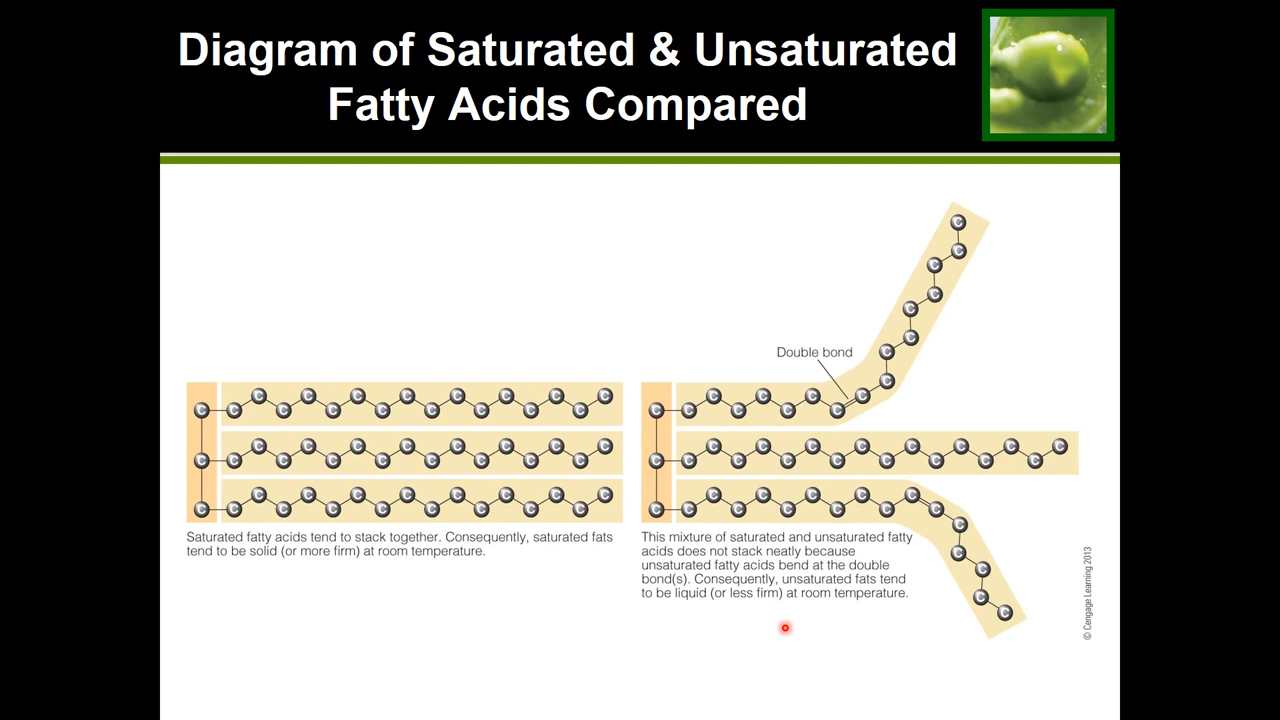 Diagram of Saturated & Unsaturated
Fatty Acids Compared
C C C C C C C C C C C C C C C C C
C C C C C C C C C C C C C C C C C
C C C C C C C C C C C C C C C C C
Saturated fatty acids tend to stack together. Consequently, saturated fats
tend to be solid (or more firm) at room temperature.
Double bond
C C C C C C C C C C C C C C C C C
C C C C C C C C C C C C C C C C C
C C C C C C C C C C C C C C C C C
This mixture of saturated and unsaturated fatty
acids does not stack neatly because
unsaturated fatty acids bend at the double
bond(s). Consequently, unsaturated fats tend
to be liquid (or less firm) at room temperature.
© Cengage Learning 2013